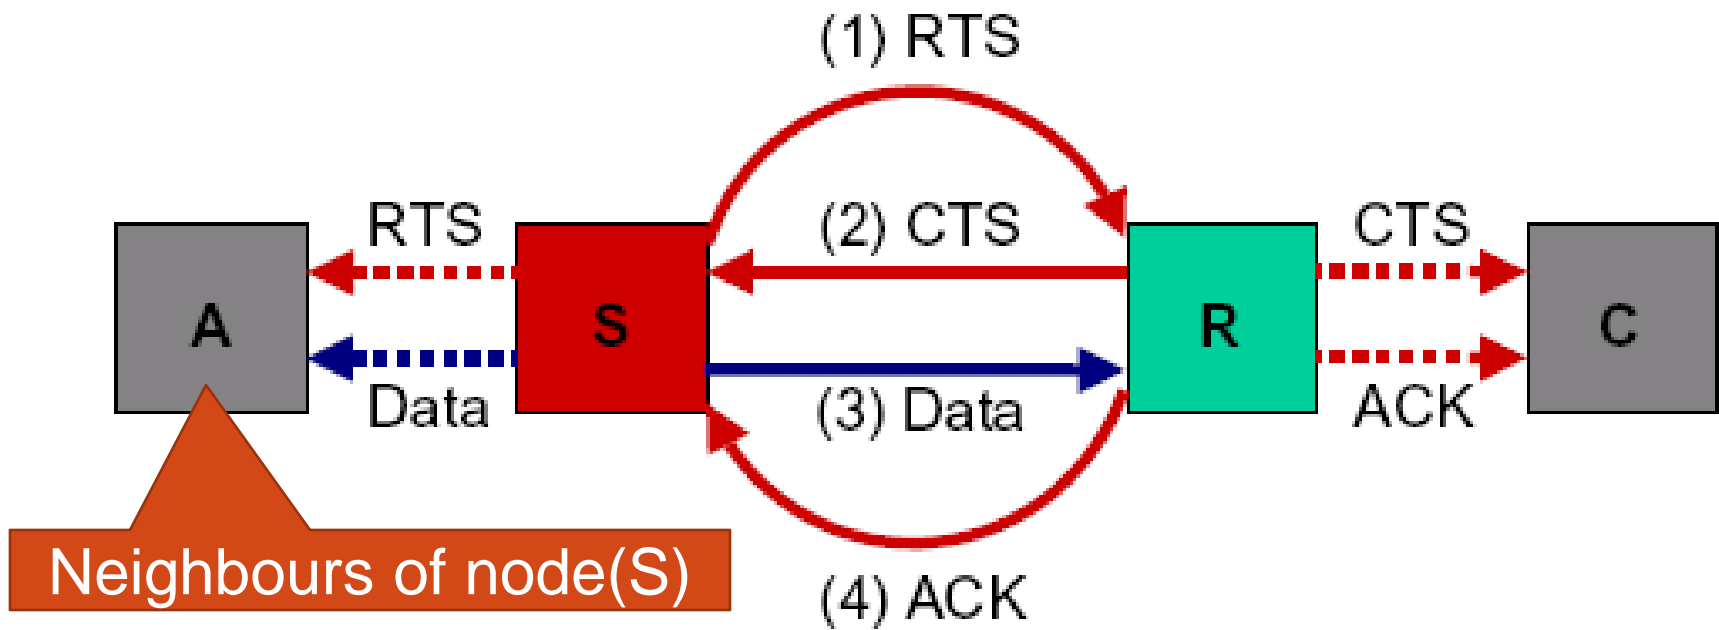 (1) RTS
RTS
(2) CTS
CTS
A
S
R
C
Data
(3) Data
ACK
Neighbours of node(S)
(4) ACK